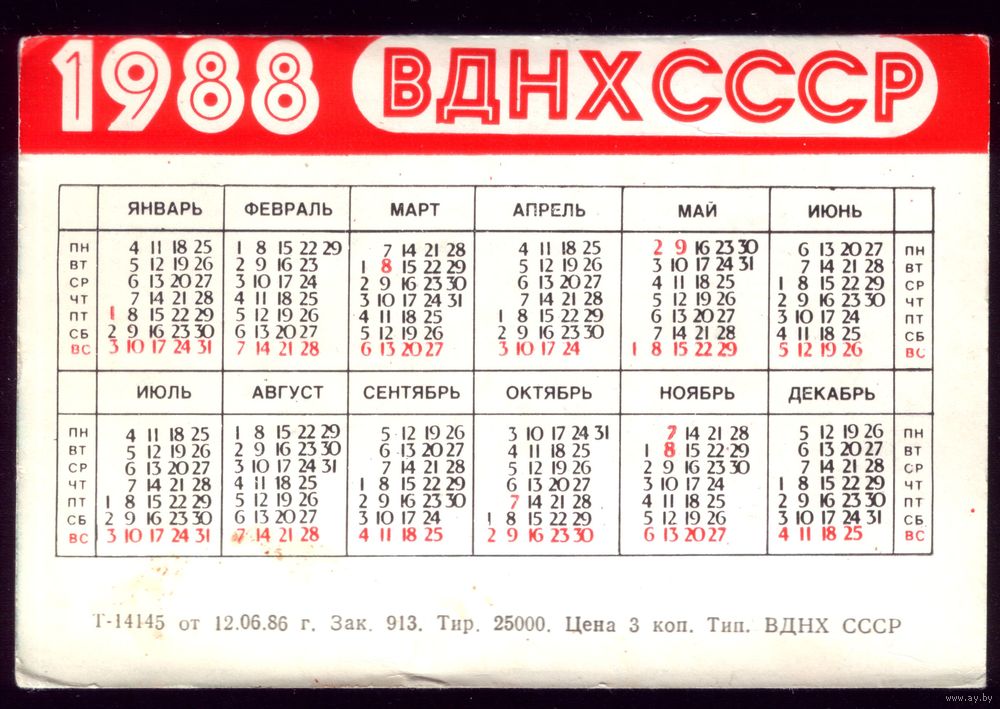 1988 ВДНХ СССР
ЯНВАРЬ ФЕВРАЛЬ МАРТ АПРЕЛЬ МАЙ ИЮНЬ
ПН 4 11 18 25 1 8 15 22 29 7 14 21 28 4 11 18 25 2 9 16 23 30 6 13 20 27 ПН
ВТ 5 12 19 26 2 9 16 23 1 8 15 22 29 5 12 19 26 3 10 17 24 31 7 14 21 28 ВТ
СР 6 13 20 27 3 10 17 24 2 9 16 23 30 6 13 20 27 4 11 18 25 1 8 15 22 29 СР
ЧТ 7 14 21 28 4 11 18 25 3 10 17 24 31 7 14 21 28 5 12 19 26 2 9 16 23 30 ЧТ
ПТ 1 8 15 22 29 5 12 19 26 4 11 18 25 1 8 15 22 29 6 13 20 27 3 10 17 24 ПТ
СБ 2 9 16 23 30 6 13 20 27 5 12 19 26 2 9 16 23 30 7 14 21 28 4 11 18 25 СБ
ВС 3 10 17 24 31 7 14 21 28 6 13 20 27 3 10 17 24 1 8 15 22 29 5 12 19 26 ВС
ИЮЛЬ АВГУСТ СЕНТЯБРЬ ОКТЯБРЬ НОЯБРЬ ДЕКАБРЬ
ПН 4 11 18 25 1 8 15 22 29 5 12 19 26 3 10 17 24 31 7 14 21 28 5 12 19 26 ПН
ВТ 5 12 19 26 2 9 16 23 30 6 13 20 27 4 11 18 25 1 8 15 22 29 6 13 20 27 ВТ
СР 6 13 20 27 3 10 17 24 31 7 14 21 28 5 12 19 26 2 9 16 23 30 7 14 21 28 СР
ЧТ 7 14 21 28 4 11 18 25 1 8 15 22 29 6 13 20 27 3 10 17 24 1 8 15 22 29 ЧТ
ПТ 1 8 15 22 29 5 12 19 26 2 9 16 23 30 7 14 21 28 4 11 18 25 2 9 16 23 30 ПТ
СБ 2 9 16 23 30 6 13 20 27 3 10 17 24 1 8 15 22 29 5 12 19 26 3 10 17 24 31 СБ
ВС 3 10 17 24 31 7 14 21 28 4 11 18 25 2 9 16 23 30 6 13 20 27 4 11 18 25 ВС
Т-14145 от 12.06.86 г. Зак. 913. Тир. 25000. Цена 3 коп. Тип. ВДНХ СССР
www.ay.by